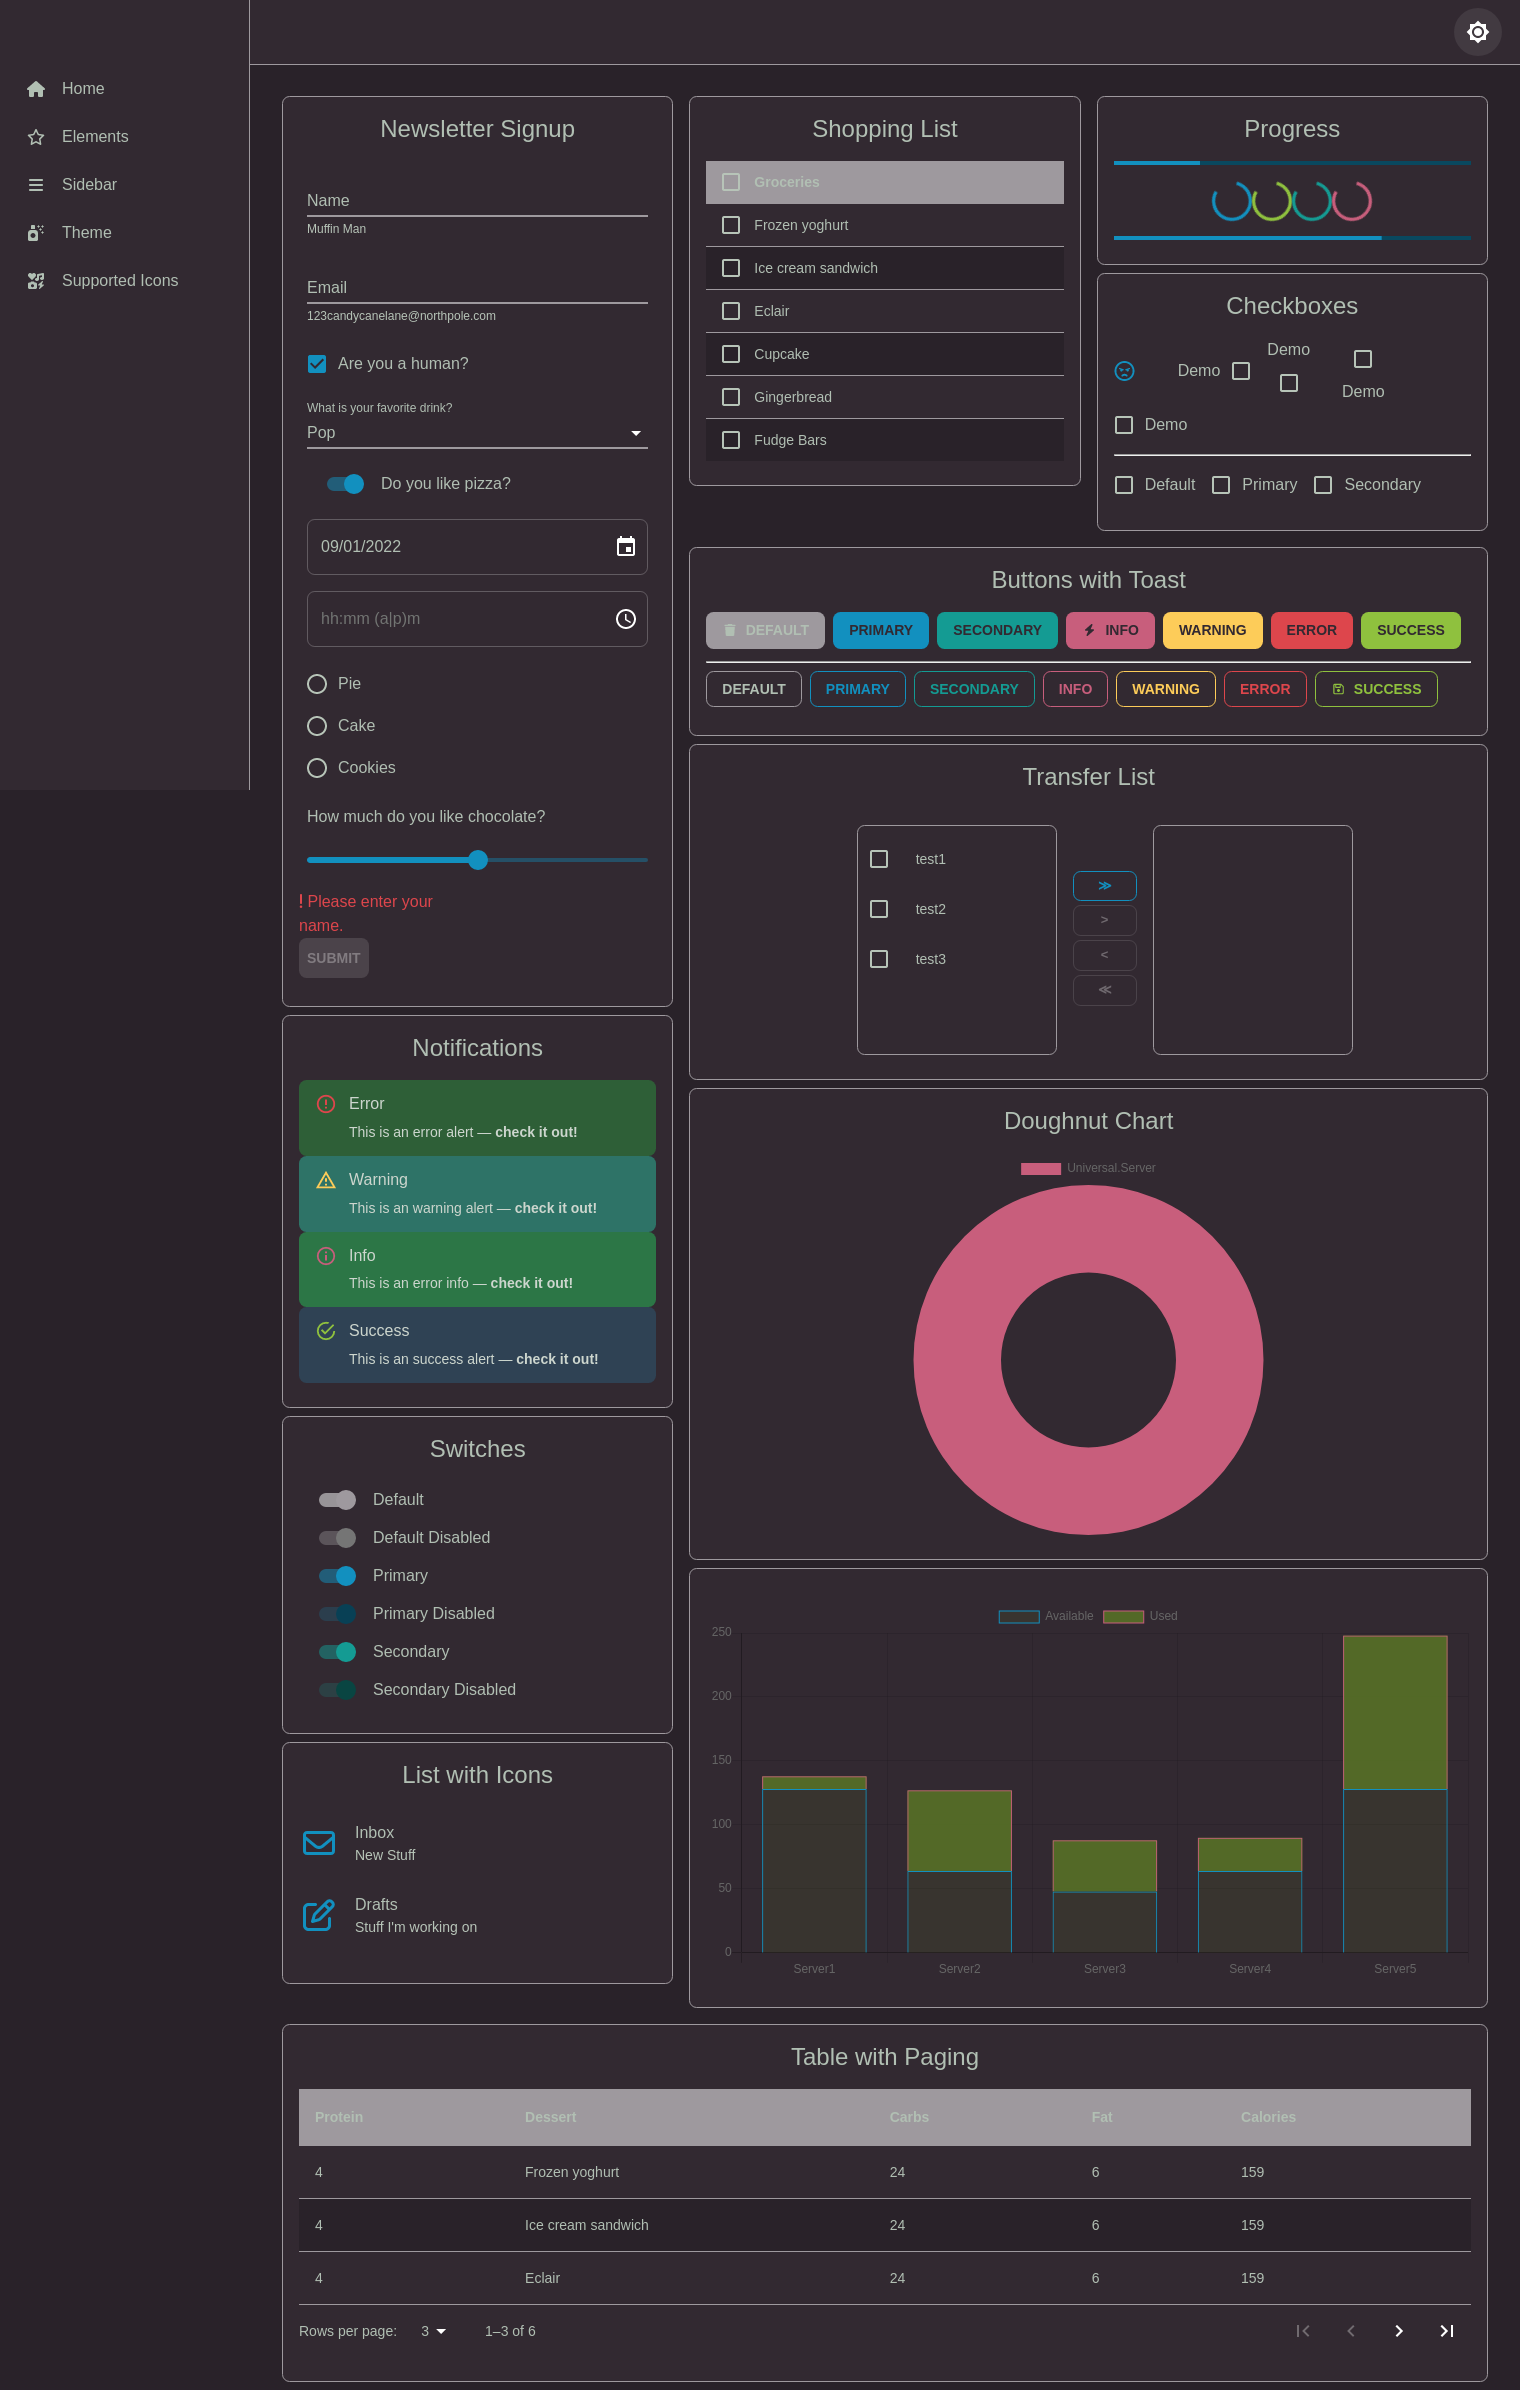 Home
Elements
Sidebar
Theme
Supported Icons
Newsletter Signup
Name
Muffin Man
Email
123candycanelane@northpole.com
Are you a human?
What is your favorite drink?
Pop
Do you like pizza?
09/01/2022
hh:mm (a|p)m
Pie
Cake
Cookies
How much do you like chocolate?
! Please enter your
name.
SUBMIT
Notifications
Error
This is an error alert — check it out!
Warning
This is an warning alert — check it out!
Info
This is an error info — check it out!
Success
This is an success alert — check it out!
Switches
Default
Default Disabled
Primary
Primary Disabled
Secondary
Secondary Disabled
List with Icons
Inbox
New Stuff
Drafts
Stuff I'm working on
Shopping List
Groceries
Frozen yoghurt
Ice cream sandwich
Eclair
Cupcake
Gingerbread
Fudge Bars
Progress
Checkboxes
Demo
Demo
Demo
Demo
Default Primary Secondary
Buttons with Toast
DEFAULT PRIMARY SECONDARY INFO WARNING ERROR SUCCESS
DEFAULT PRIMARY SECONDARY INFO WARNING ERROR SUCCESS
Transfer List
test1
test2
test3
≫
>
<
≪
Doughnut Chart
Universal.Server
Available Used
250
200
150
100
50
0
Server1 Server2 Server3 Server4 Server5
Table with Paging
Protein Dessert Carbs Fat Calories
4 Frozen yoghurt 24 6 159
4 Ice cream sandwich 24 6 159
4 Eclair 24 6 159
Rows per page: 3 1–3 of 6